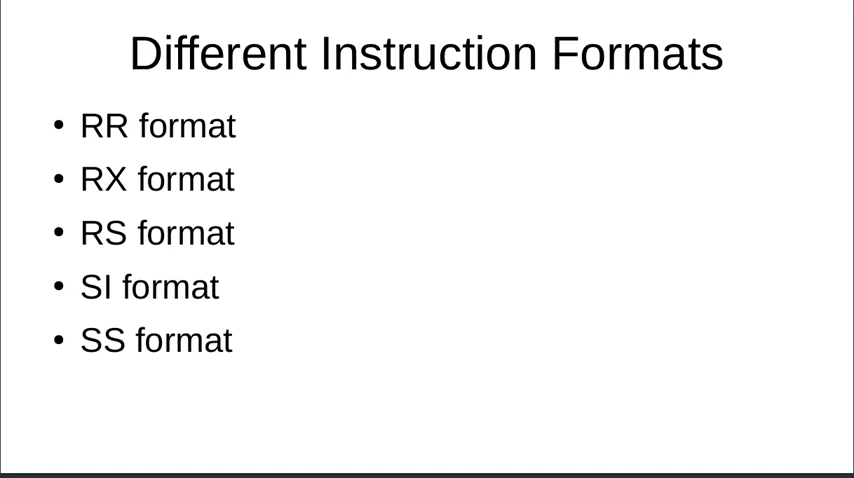 Different Instruction Formats
• RR format
• RX format
• RS format
• SI format
• SS format